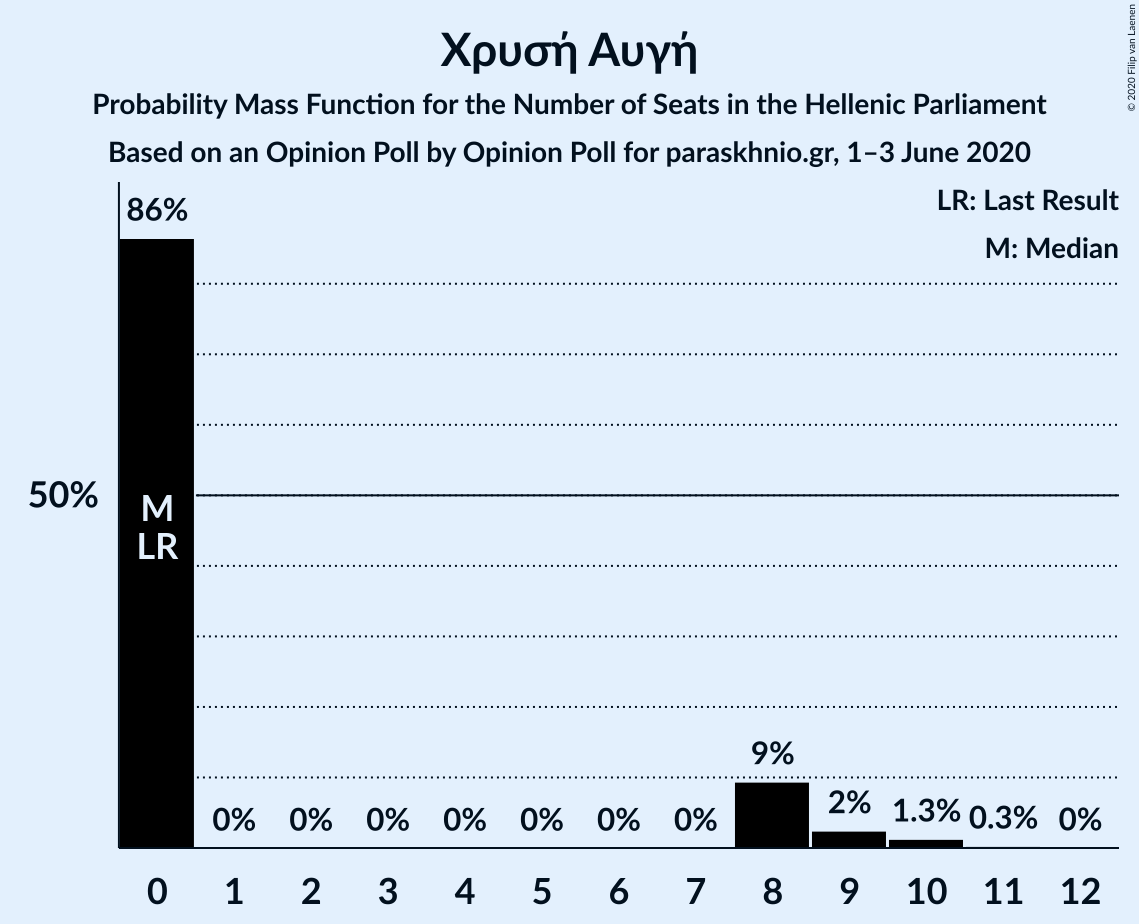 Χρυσή Αυγή
Probability Mass Function for the Number of Seats in the Hellenic Parliament
Based on an Opinion Poll by Opinion Poll for paraskhnio.gr, 1–3 June 2020
© 2020 Filip van Laenen
LR: Last Result
M: Median
86%
50%
M
LR
0% 0% 0% 0% 0% 0% 0% 9% 2% 1.3% 0.3% 0%
0 1 2 3 4 5 6 7 8 9 10 11 12